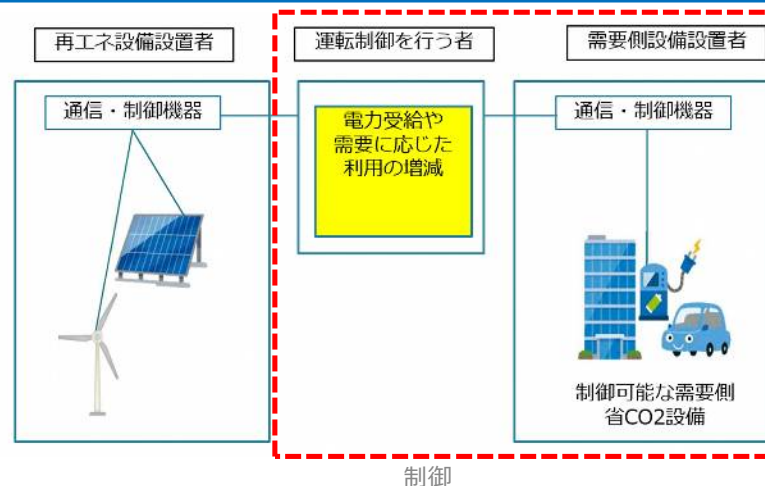 再エネ設備設置者
運転制御を行う者
需要側設備設置者
通信・制御機器
電力受給や
需要に応じた
利用の増減
通信・制御機器
制御可能な需要側
省CO2設備
制御